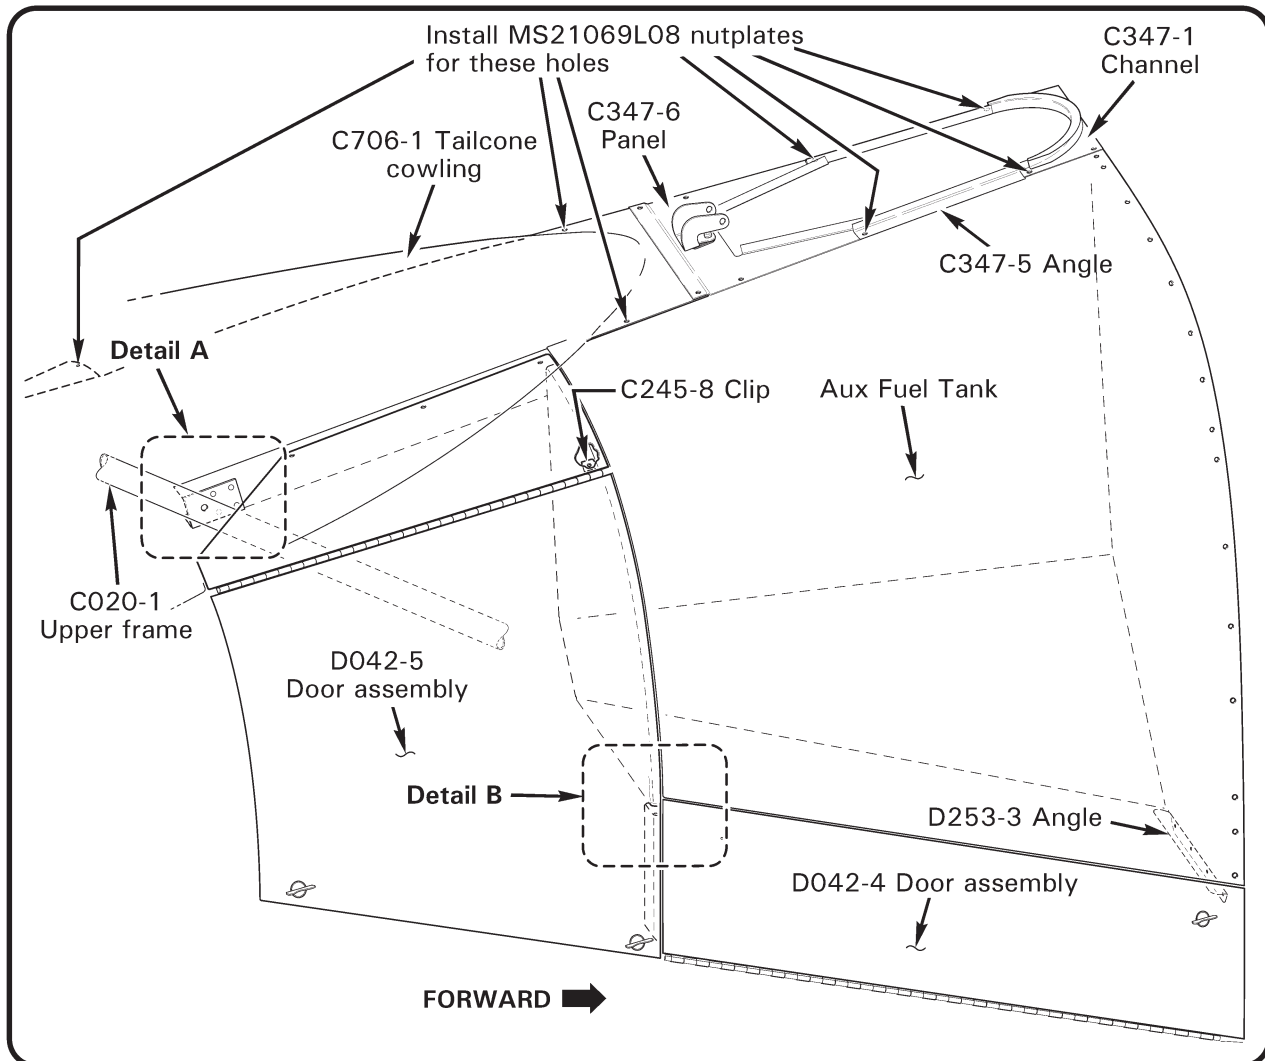 Install MS21069L08 nutplates
for these holes
C347-1
Channel
C347-6
Panel
C706-1 Tailcone
cowling
C347-5 Angle
Detail A
C245-8 Clip
Aux Fuel Tank
C020-1
Upper frame
D042-5
Door assembly
Detail B
D253-3 Angle
D042-4 Door assembly
FORWARD